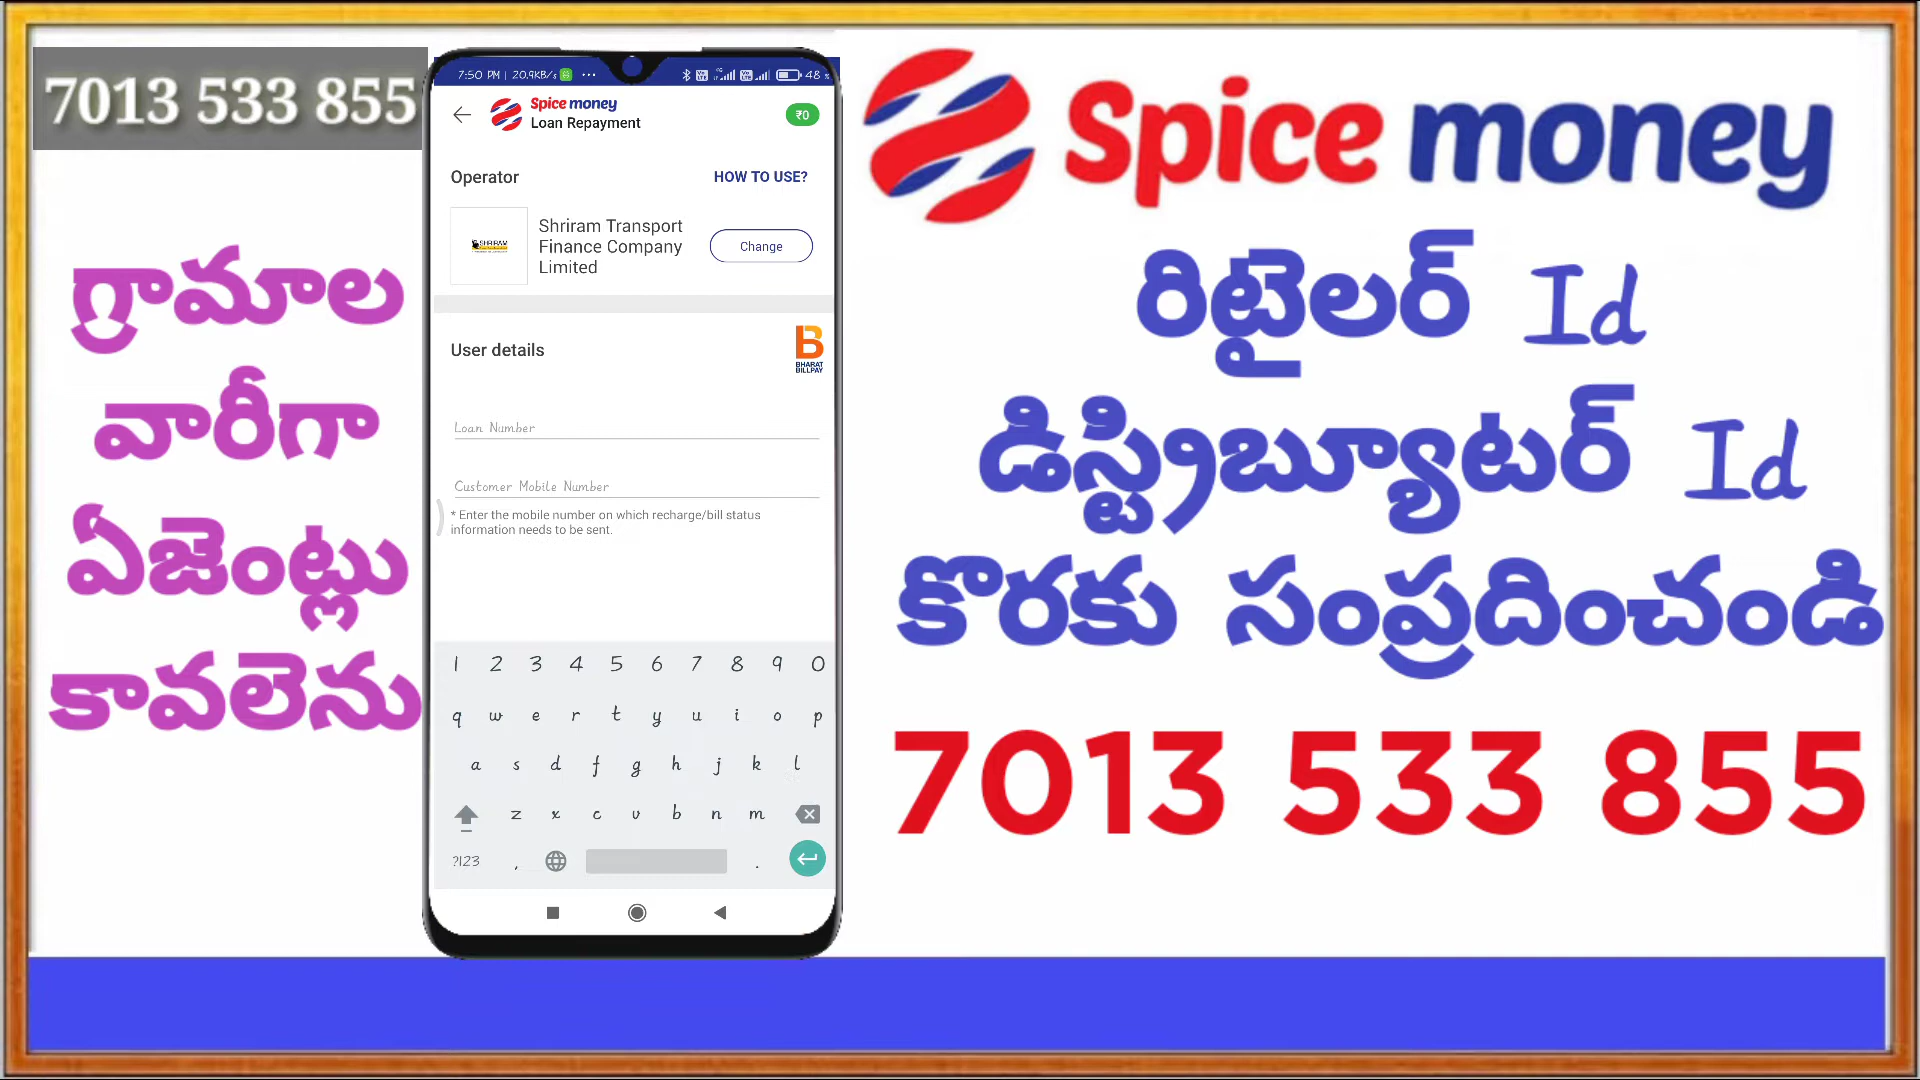 7013 533 855
గ్రామాల
వారీగా
ఏజెంట్లు
కావలెను
7:50 PM | 20.9KB/s ... 48
Spice money
Loan Repayment
₹0
Operator
HOW TO USE?
SHRIRAM
Shriram Transport
Finance Company
Limited
Change
User details
B
BHARAT
BILLPAY
Loan Number
Customer Mobile Number
* Enter the mobile number on which recharge/bill status
information needs to be sent.
1 2 3 4 5 6 7 8 9 0
q w e r t y u i o p
a s d f g h j k l
z x c v b n m
?123 , .
Spice money
రిటైలర్ Id
డిస్ట్రిబ్యూటర్ Id
కొరకు సంప్రదించండి
7013 533 855